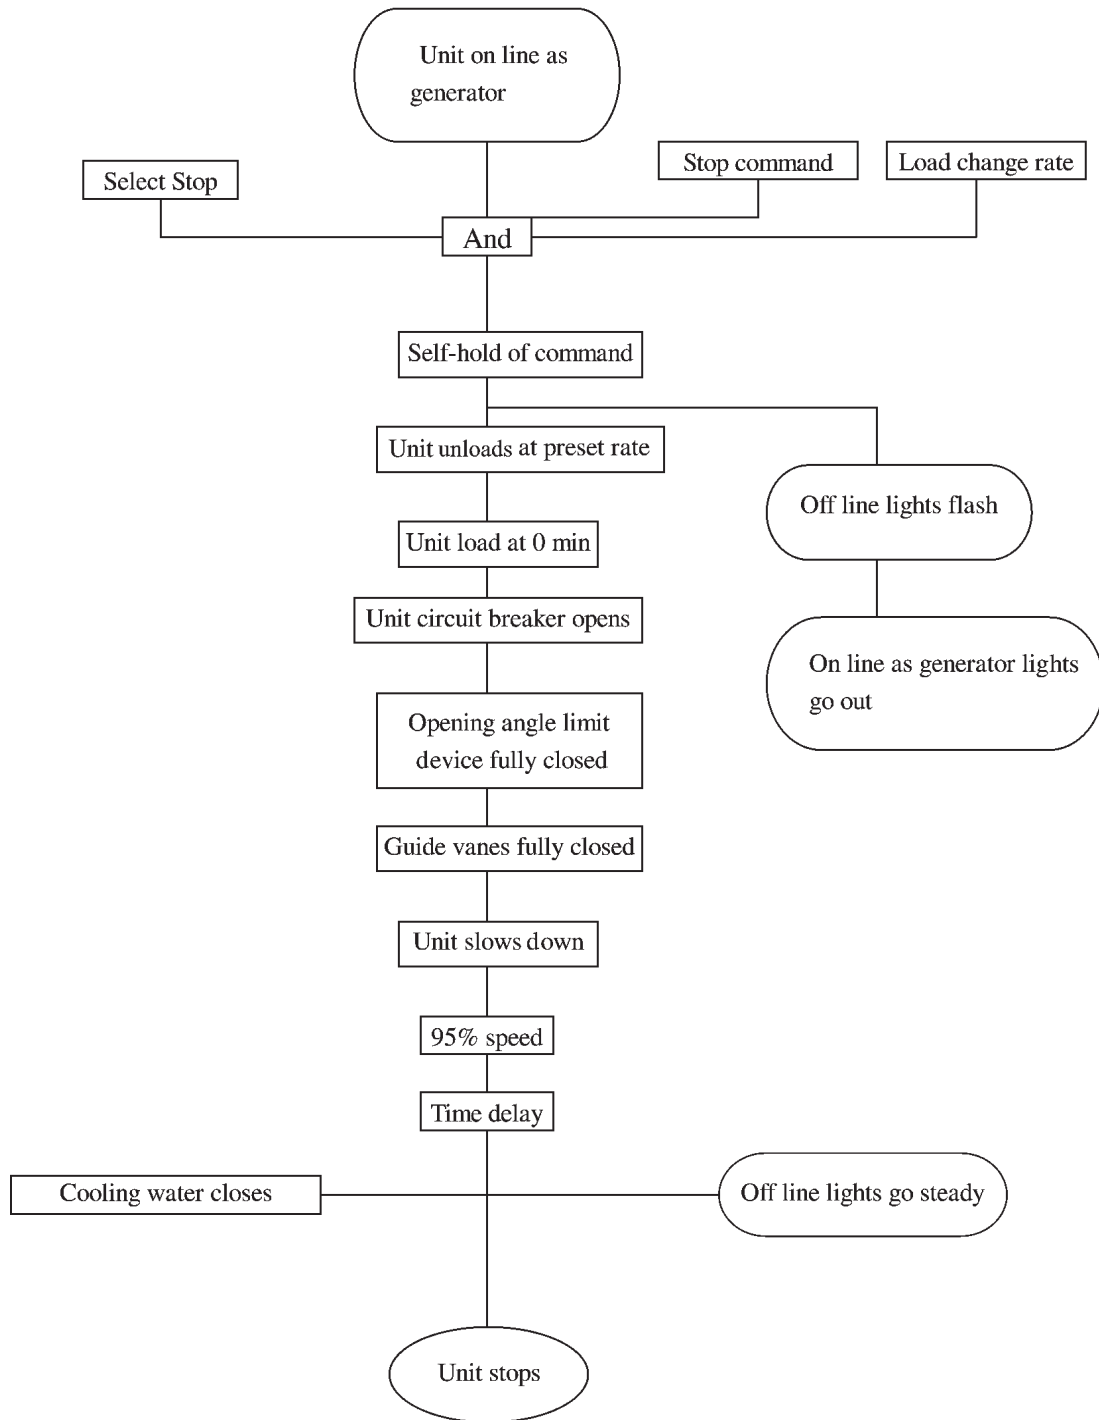 Unit on line as
generator
Select Stop
Stop command
Load change rate
And
Self-hold of command
Unit unloads at preset rate
Off line lights flash
Unit load at 0 min
Unit circuit breaker opens
On line as generator lights
go out
Opening angle limit
device fully closed
Guide vanes fully closed
Unit slows down
95% speed
Time delay
Cooling water closes
Off line lights go steady
Unit stops